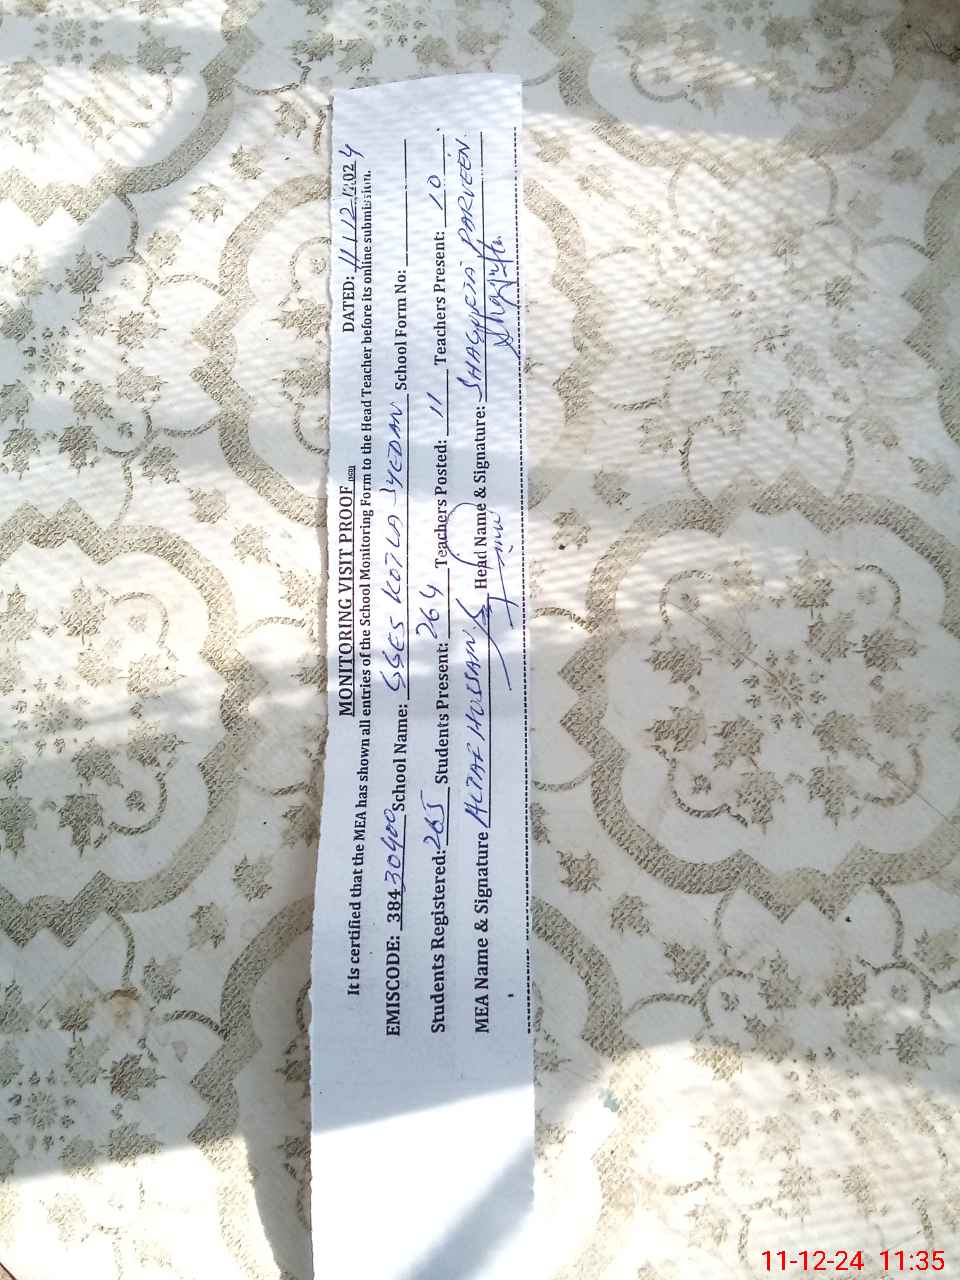 MONITORING VISIT PROOF DATED: 11/12/2024
It is certified that the MEA has shown all entries of the School Monitoring Form to the Head Teacher before its online submission.
EMISCODE: 38430400 School Name: GGES KOTLA SYEDAN School Form No:
Students Registered: 265 Students Present: 264 Teachers Posted: 11 Teachers Present: 10
MEA Name & Signature ALTAF HUSSAIN Head Name & Signature: SHAGUFTA PARVEEN
11-12-24 11:35